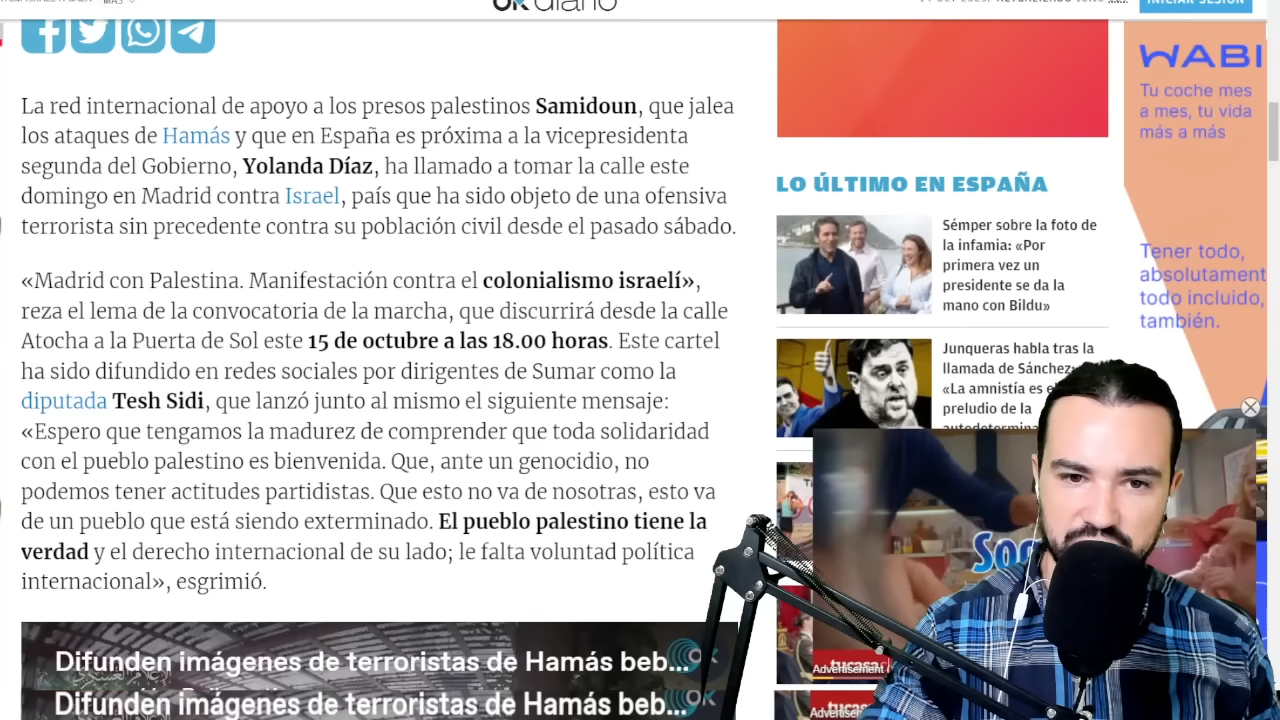 okdiario
MÁS
INICIAR SESIÓN
La red internacional de apoyo a los presos palestinos Samidoun, que jalea
los ataques de Hamás y que en España es próxima a la vicepresidenta
segunda del Gobierno, Yolanda Díaz, ha llamado a tomar la calle este
domingo en Madrid contra Israel, país que ha sido objeto de una ofensiva
terrorista sin precedente contra su población civil desde el pasado sábado.
«Madrid con Palestina. Manifestación contra el colonialismo israelí»,
reza el lema de la convocatoria de la marcha, que discurrirá desde la calle
Atocha a la Puerta de Sol este 15 de octubre a las 18.00 horas. Este cartel
ha sido difundido en redes sociales por dirigentes de Sumar como la
diputada Tesh Sidi, que lanzó junto al mismo el siguiente mensaje:
«Espero que tengamos la madurez de comprender que toda solidaridad
con el pueblo palestino es bienvenida. Que, ante un genocidio, no
podemos tener actitudes partidistas. Que esto no va de nosotras, esto va
de un pueblo que está siendo exterminado. El pueblo palestino tiene la
verdad y el derecho internacional de su lado; le falta voluntad política
internacional», esgrimió.
Difunden imágenes de terroristas de Hamás beb...
OK
Difunden imágenes de terroristas de Hamás beb...
OK
LO ÚLTIMO EN ESPAÑA
Sémper sobre la foto de
la infamia: «Por
primera vez un
presidente se da la
mano con Bildu»
Junqueras habla tras la
llamada de Sánchez:
«La amnistía es el
preludio de la
WABI
Tu coche mes
a mes, tu vida
más a más
Tener todo,
absolutament
todo incluido,
también.
Advertisement
tucasa